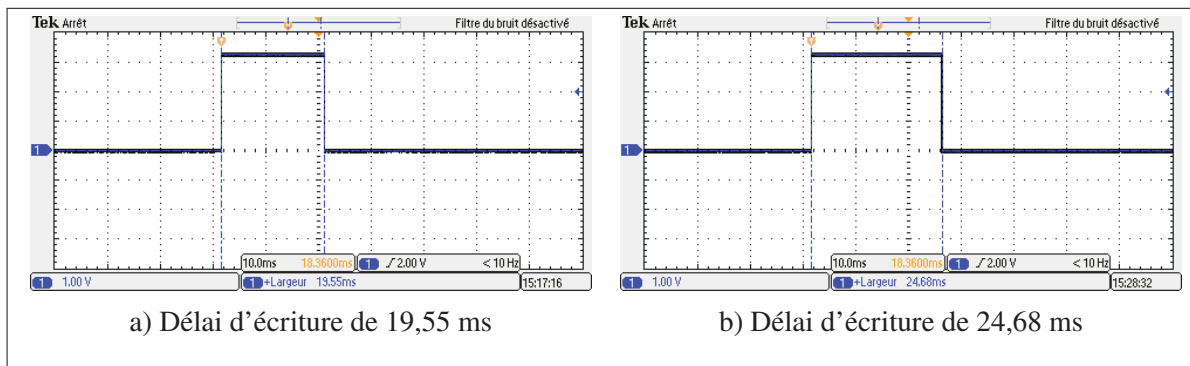 Tek Arrêt Filtre du bruit désactivé
T
1
10.0ms 18.3600ms 1 2.00 V < 10 Hz
1 1.00 V 1 +Largeur 19.55ms 15:17:16
a) Délai d'écriture de 19,55 ms
Tek Arrêt Filtre du bruit désactivé
T
1
10.0ms 18.3600ms 1 2.00 V < 10 Hz
1 1.00 V 1 +Largeur 24.68ms 15:28:32
b) Délai d'écriture de 24,68 ms